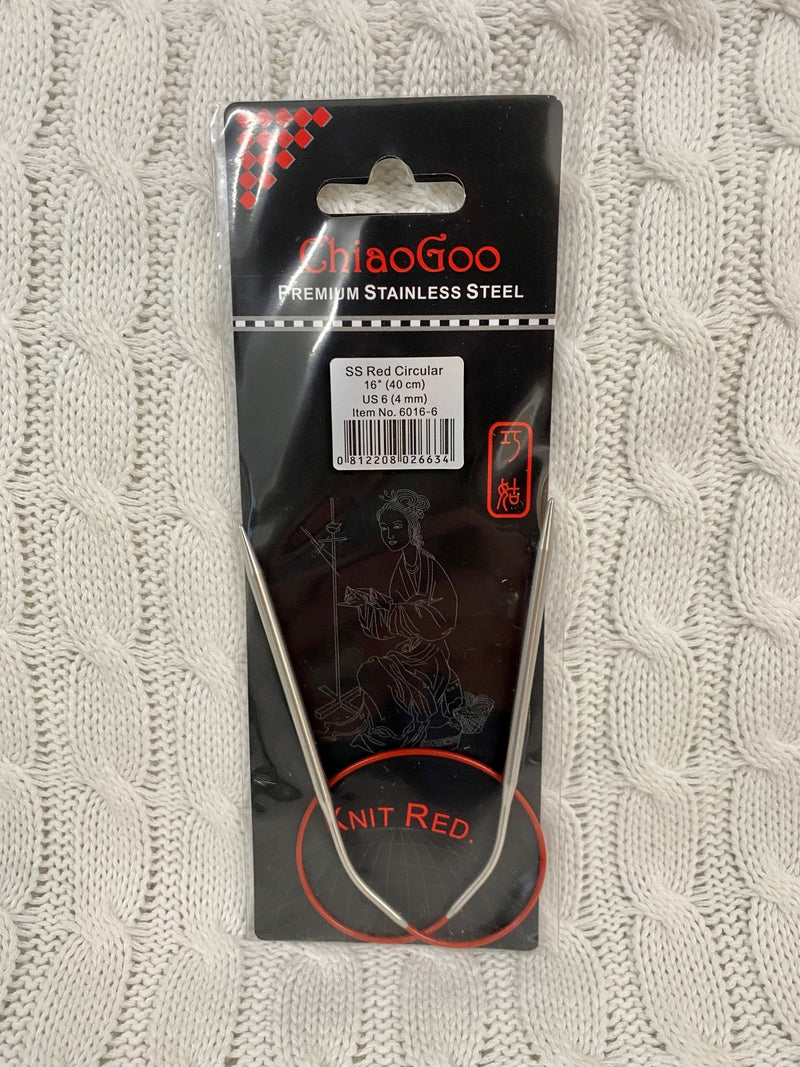 ChiaoGoo
PREMIUM STAINLESS STEEL
SS Red Circular
16" (40 cm)
US 6 (4 mm)
Item No. 6016-6
0 812208 026634
巧
姑
KNIT RED.